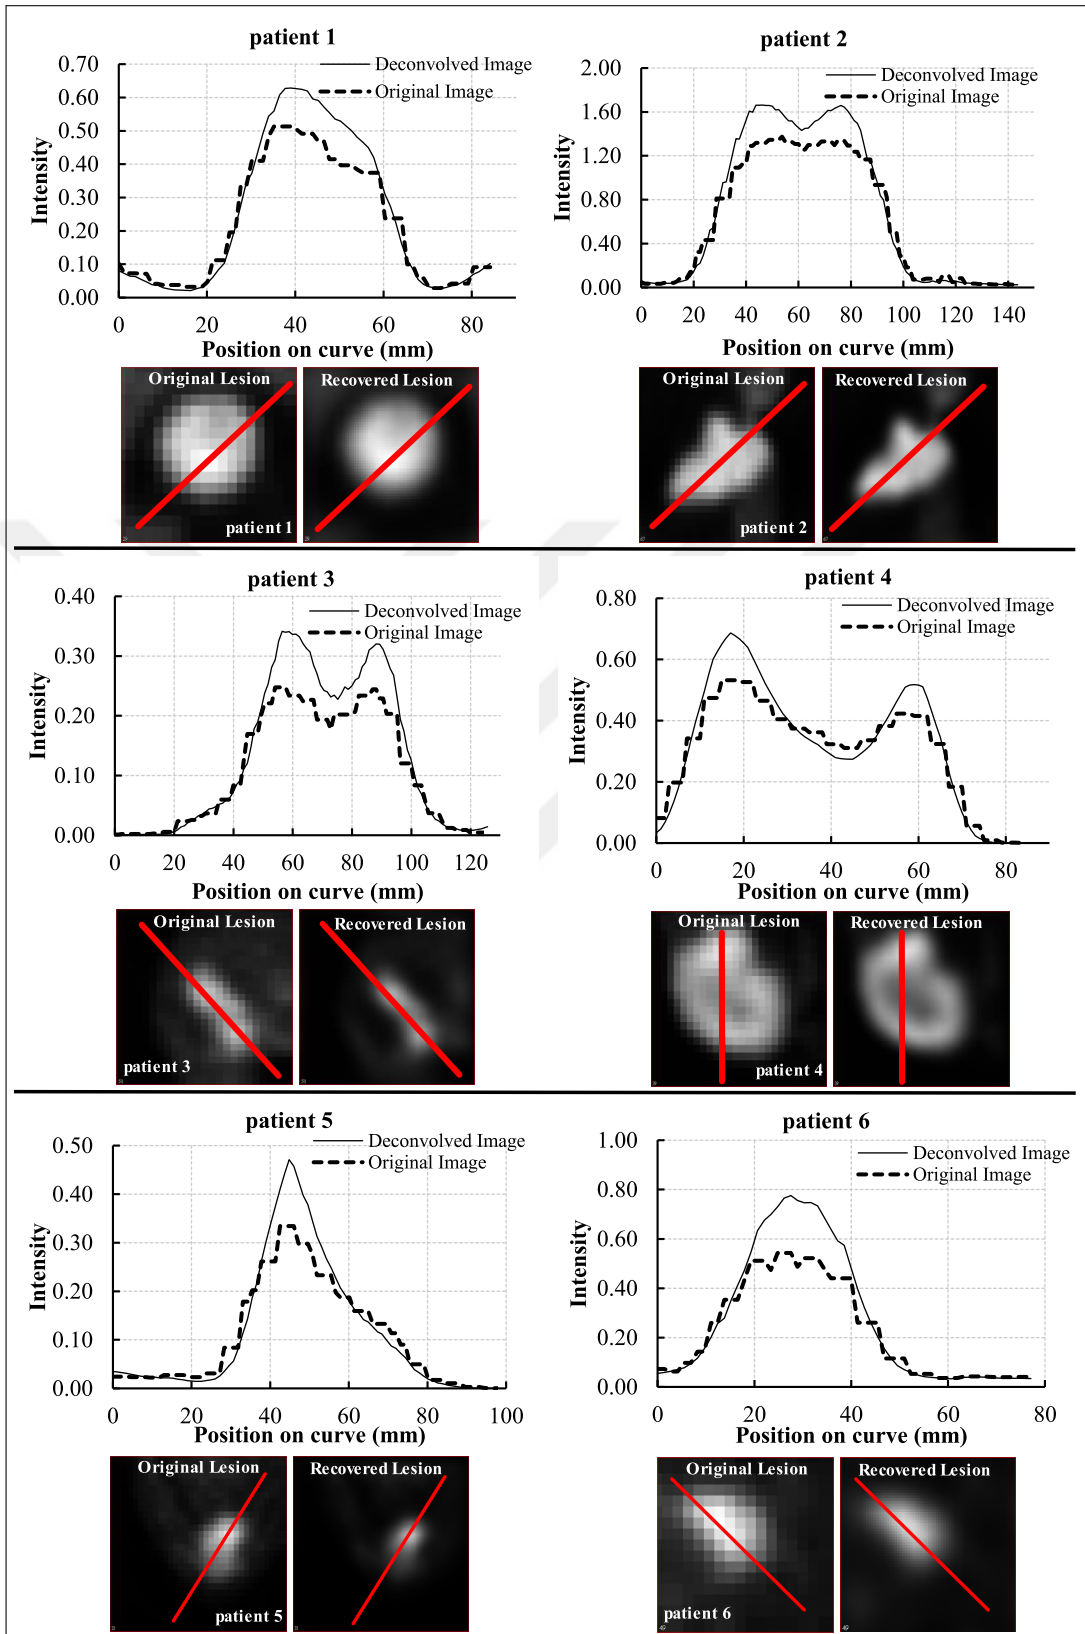 patient 1
Deconvolved Image
Original Image
0.70
0.60
0.50
0.40
0.30
0.20
0.10
0.00
Intensity
0 20 40 60 80
Position on curve (mm)
Original Lesion
patient 1
Recovered Lesion
patient 2
Deconvolved Image
Original Image
2.00
1.60
1.20
0.80
0.40
0.00
Intensity
0 20 40 60 80 100 120 140
Position on curve (mm)
Original Lesion
patient 2
Recovered Lesion
patient 3
Deconvolved Image
Original Image
0.40
0.30
0.20
0.10
0.00
Intensity
0 20 40 60 80 100 120
Position on curve (mm)
Original Lesion
patient 3
Recovered Lesion
patient 4
Deconvolved Image
Original Image
0.80
0.60
0.40
0.20
0.00
Intensity
0 20 40 60 80
Position on curve (mm)
Original Lesion
patient 4
Recovered Lesion
patient 5
Deconvolved Image
Original Image
0.50
0.40
0.30
0.20
0.10
0.00
Intensity
0 20 40 60 80 100
Position on curve (mm)
Original Lesion
patient 5
Recovered Lesion
patient 6
Deconvolved Image
Original Image
1.00
0.80
0.60
0.40
0.20
0.00
Intensity
0 20 40 60 80
Position on curve (mm)
Original Lesion
patient 6
Recovered Lesion